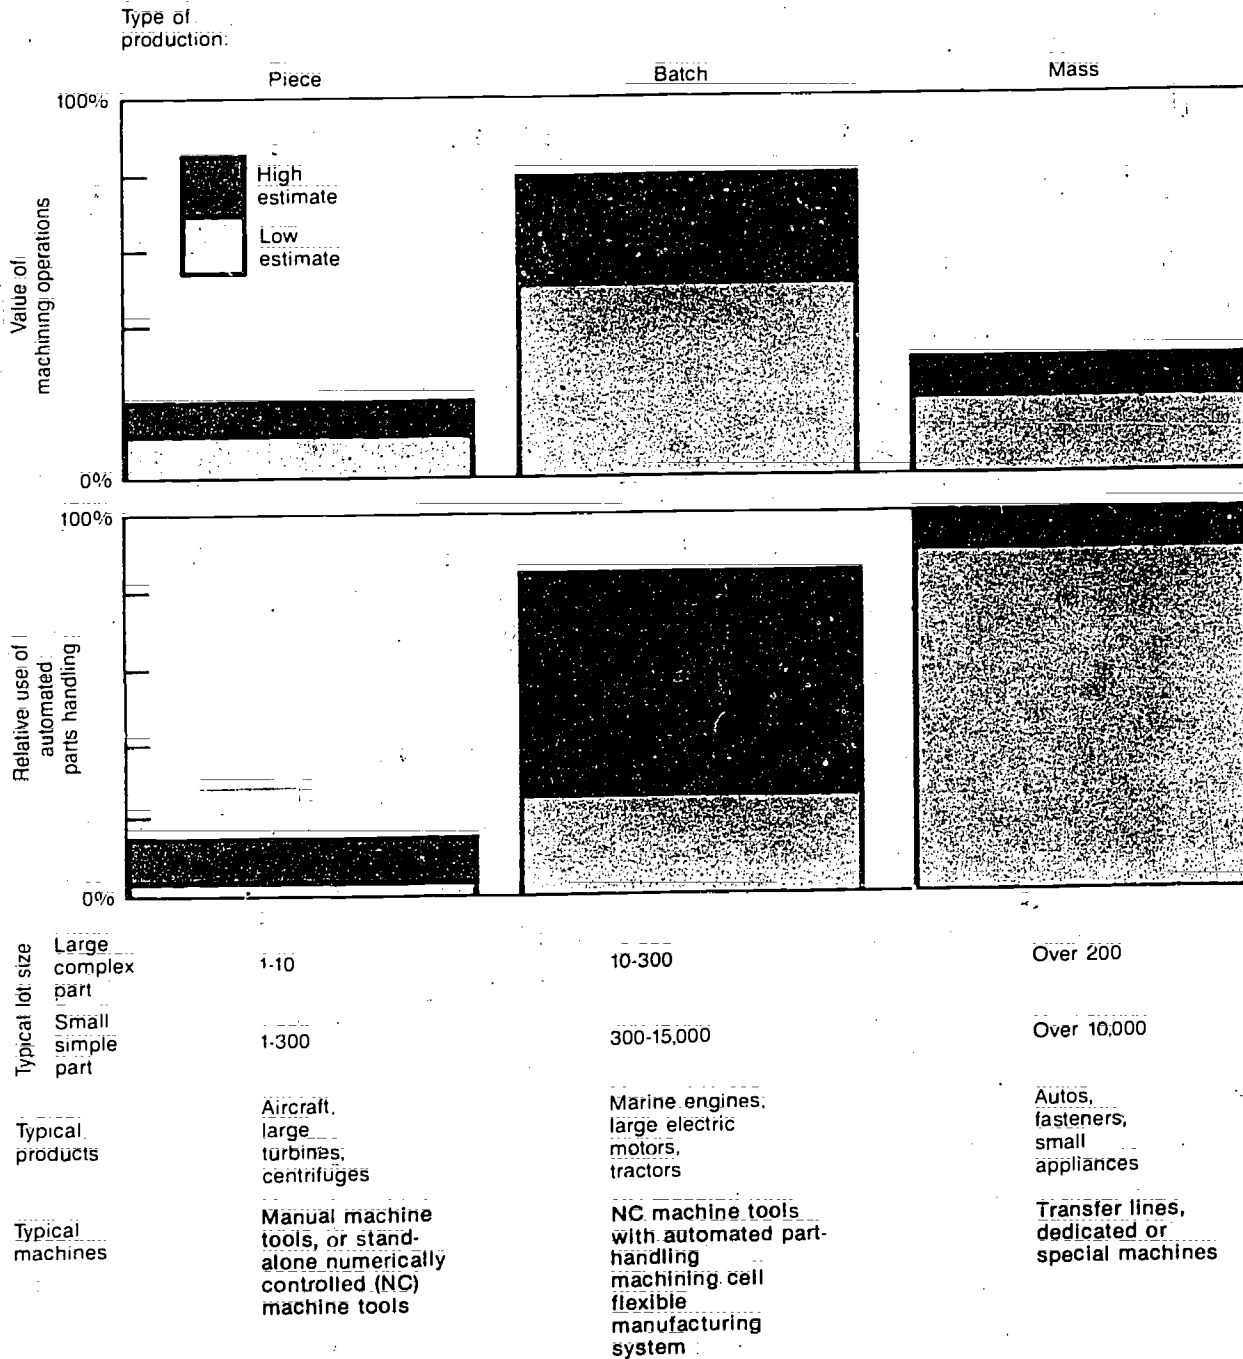 Type of
production:
Piece
Batch
Mass
100%
High
estimate
Low
estimate
Value of
machining operations
0%
100%
Relative use of
automated
parts handling
0%
Typical lot size
Large
complex
part
1-10
10-300
Over 200
Small
simple
part
1-300
300-15,000
Over 10,000
Typical
products
Aircraft,
large
turbines,
centrifuges
Marine engines,
large electric
motors,
tractors
Autos,
fasteners,
small
appliances
Typical
machines
Manual machine
tools, or stand-
alone numerically
controlled (NC)
machine tools
NC machine tools
with automated part-
handling
machining cell
flexible
manufacturing
system
Transfer lines,
dedicated or
special machines